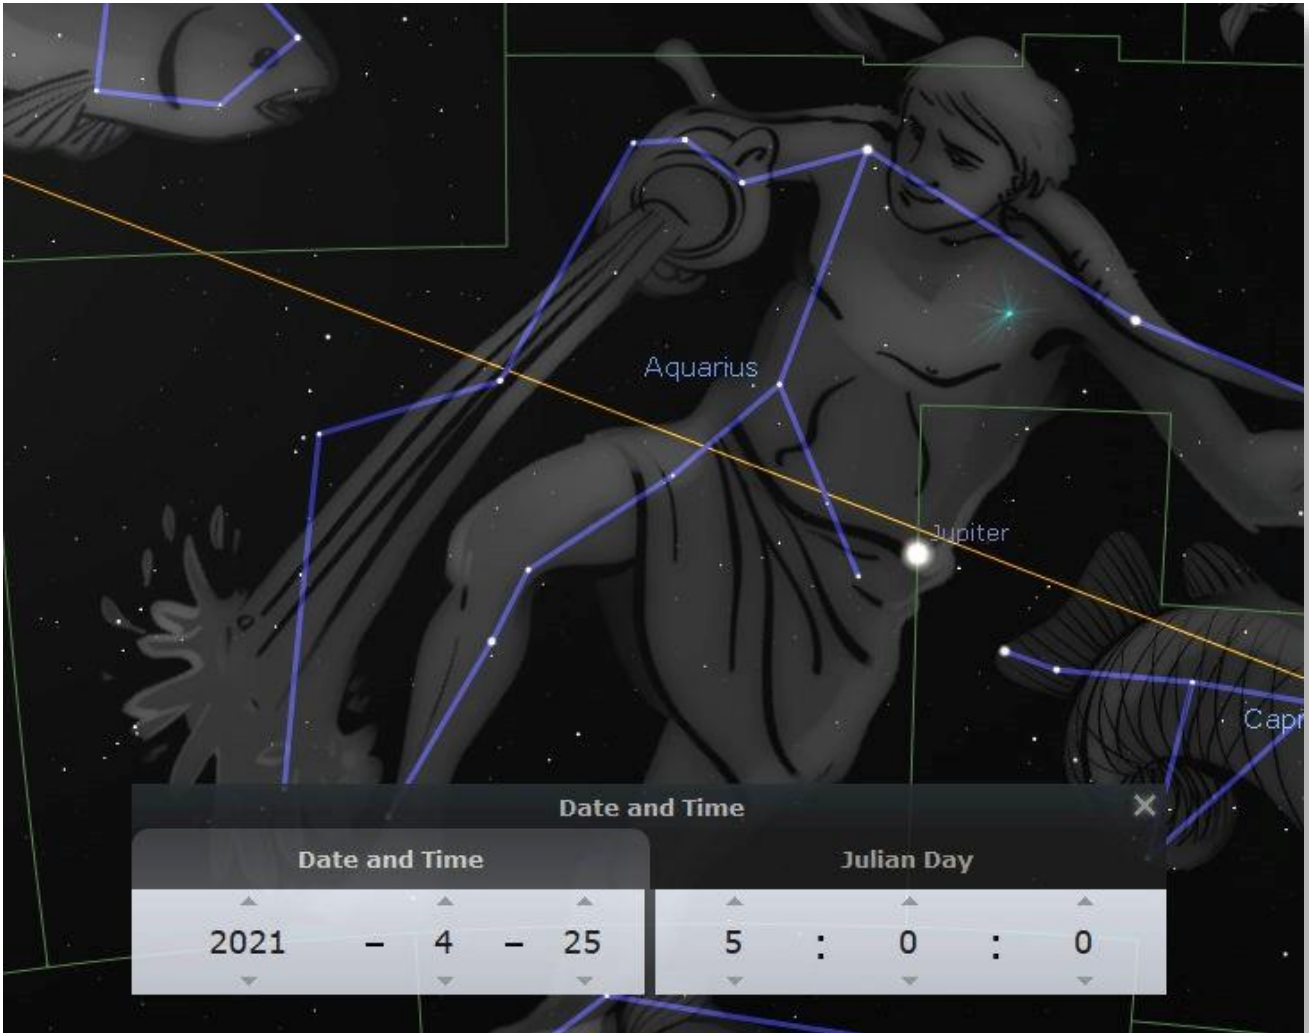 Aquarius
Jupiter
Capr
Date and Time
Date and Time
Julian Day
2021 – 4 – 25 5 : 0 : 0